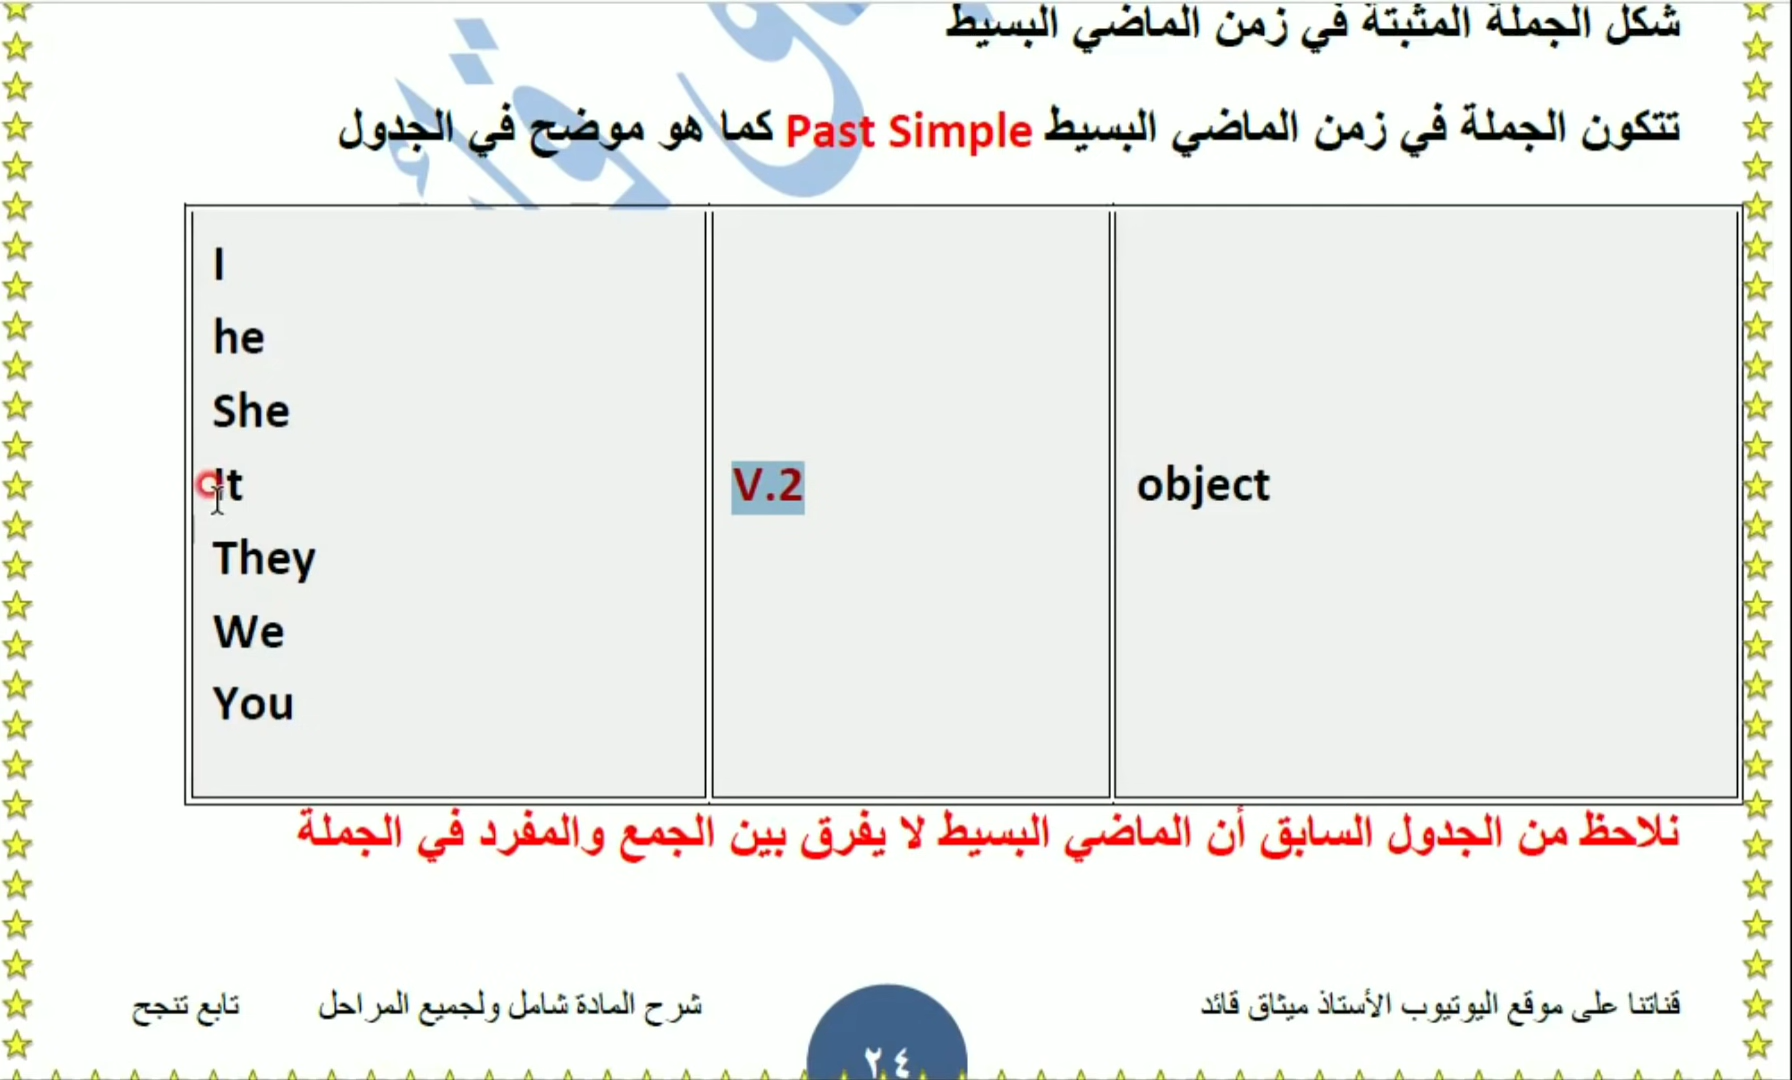 شكل الجملة المثبتة في زمن الماضي البسيط
تتكون الجملة في زمن الماضي البسيط Past Simple كما هو موضح في الجدول
I
he
She
It
They
We
You
V.2
object
نلاحظ من الجدول السابق أن الماضي البسيط لا يفرق بين الجمع والمفرد في الجملة
قناتنا على موقع اليوتيوب الأستاذ ميثاق قائد
شرح المادة شامل ولجميع المراحل
تابع تنجح
٢٤